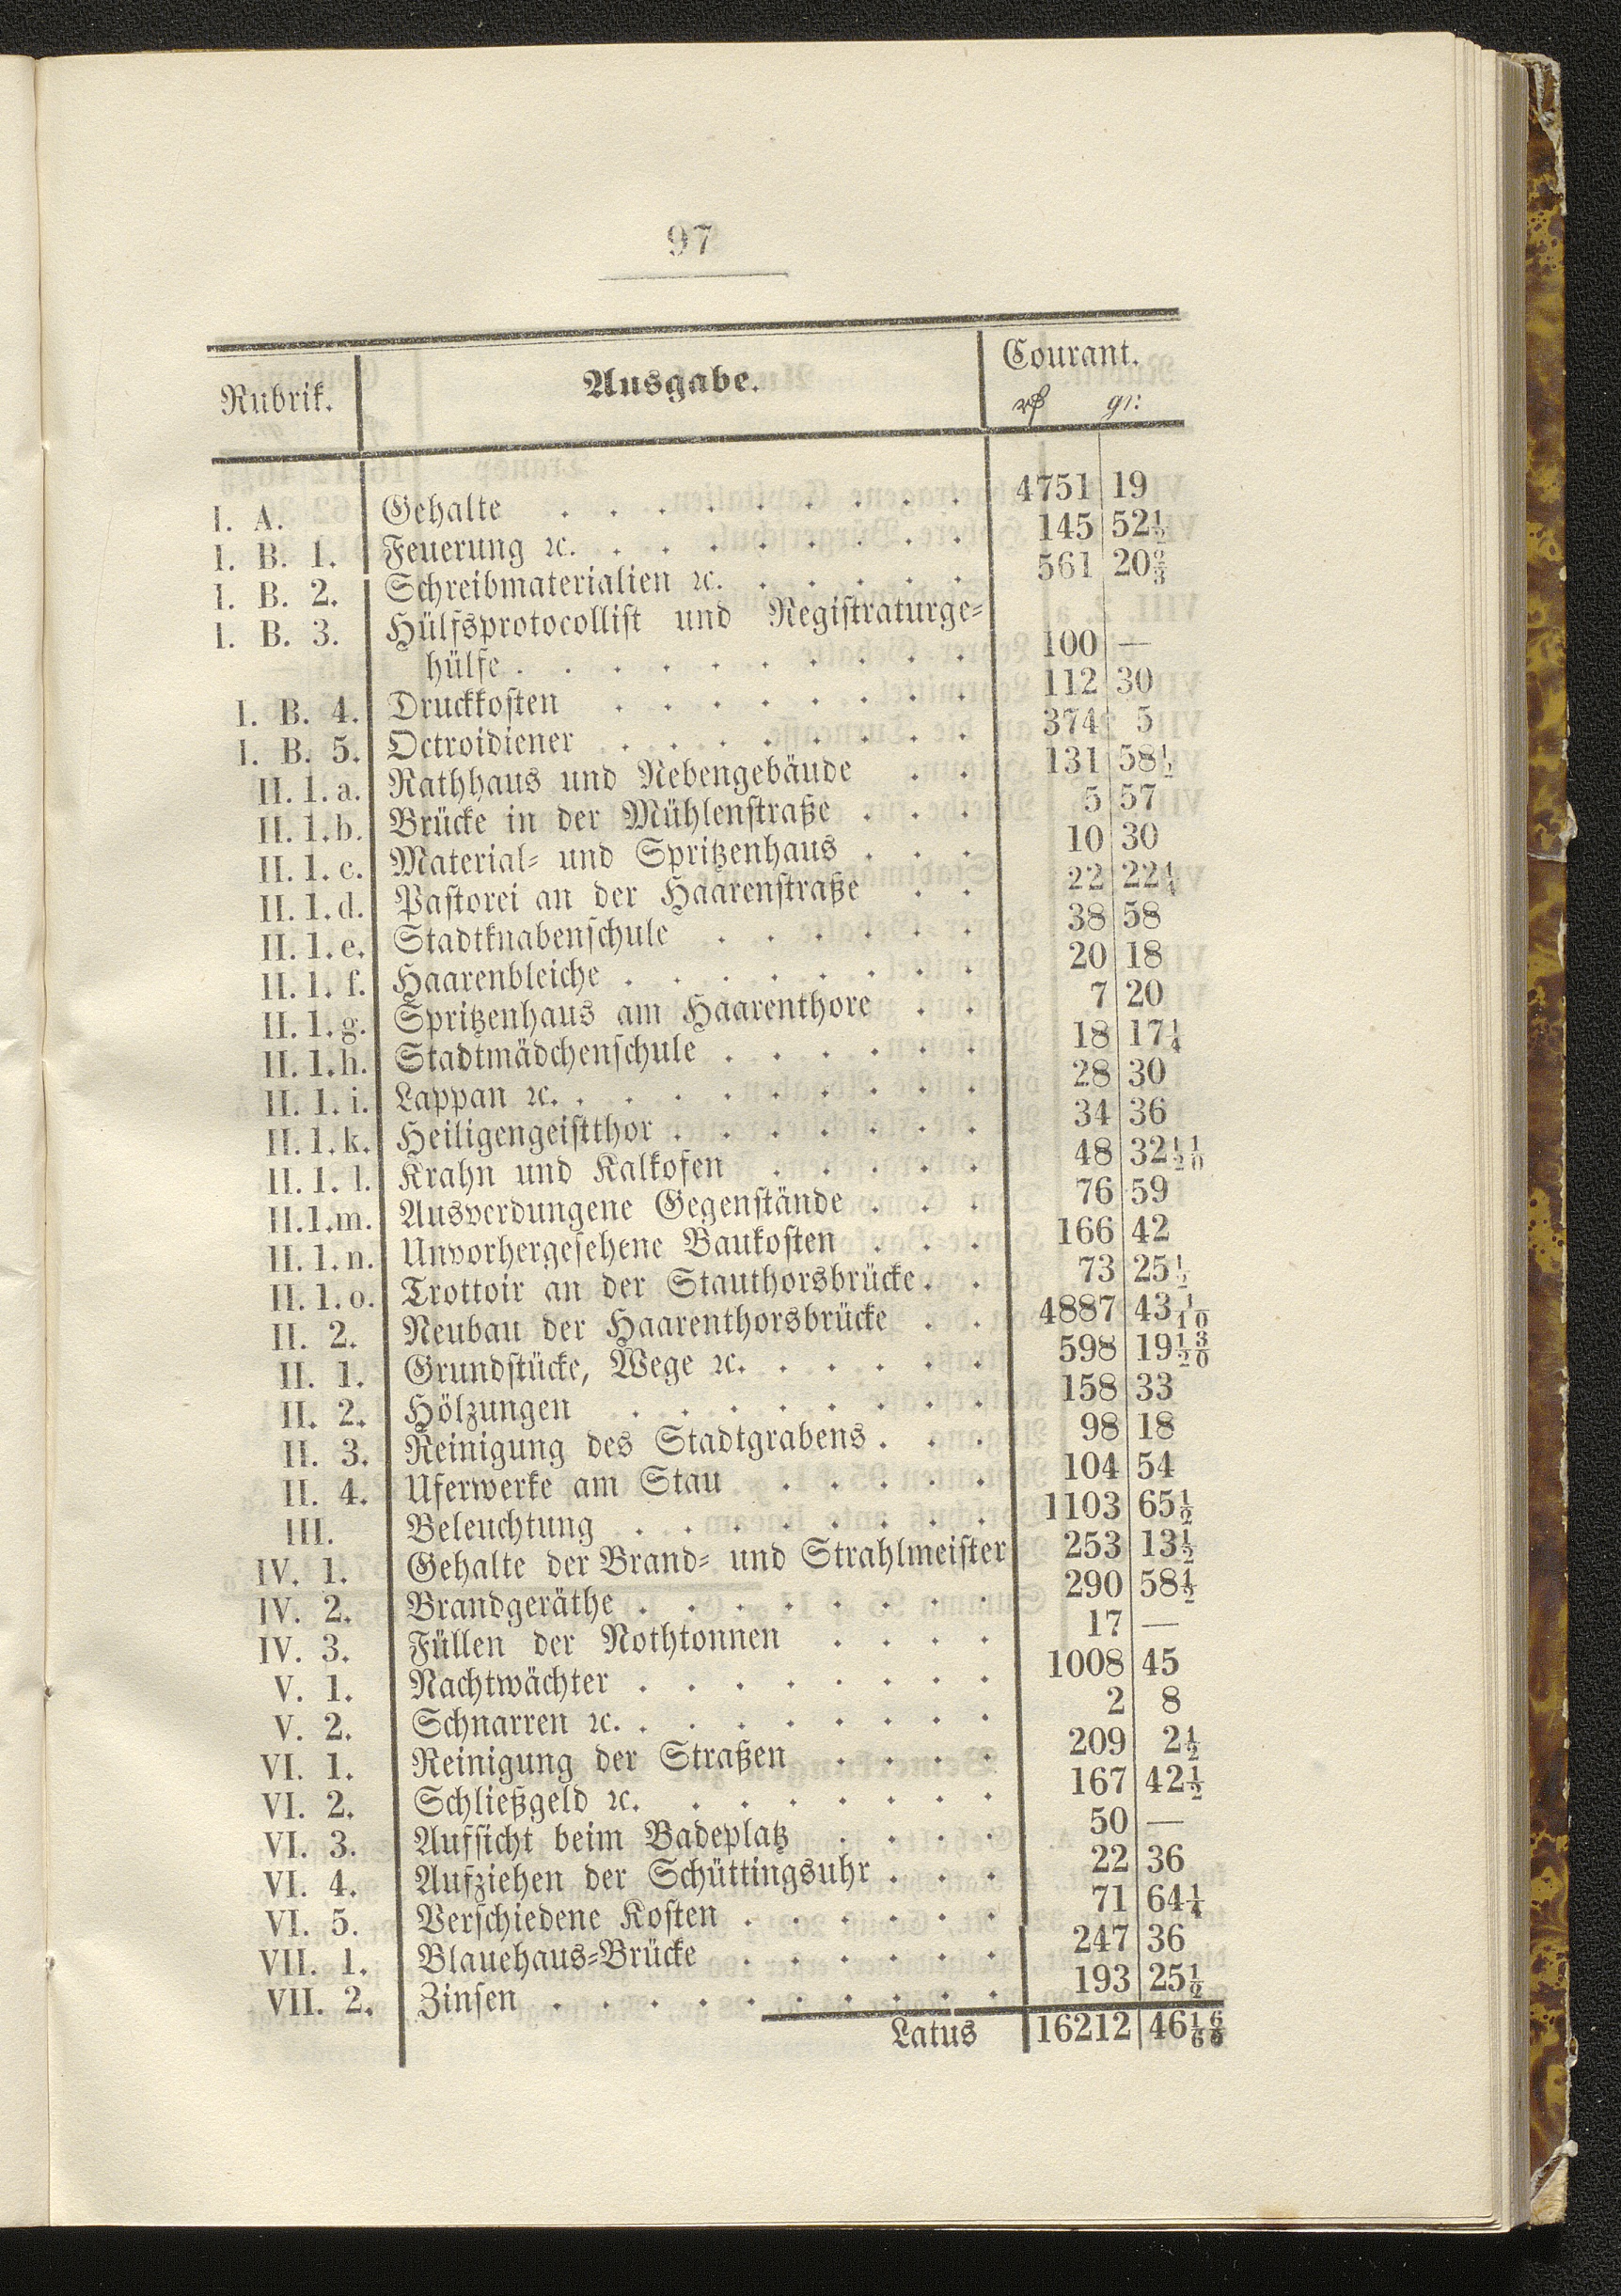 97
Rubrik. Ausgabe. Courant.
gr:
I. A. Gehalte . . . . . . . . . 4751 19
I. B. 1. Feuerung ꝛc. . . . . . . . . 145 52½
I. B. 2. Schreibmaterialien ꝛc. . . . . . 561 20⅔
I. B. 3. Hülfsprotocollist und Registraturge-
hülfe . . . . . . . . . . 100 —
I. B. 4. Druckkosten . . . . . . . . 112 30
I. B. 5. Octroidiener . . . . . . . . 374 5
II. 1. a. Rathhaus und Nebengebäude . . 131 58½
II. 1. b. Brücke in der Mühlenstraße . . . 5 57
II. 1. c. Material- und Spritzenhaus . . . 10 30
II. 1. d. Pastorei an der Haarenstraße . . 22 22¼
II. 1. e. Stadtknabenschule . . . . . . 38 58
II. 1. f. Haarenbleiche . . . . . . . . 20 18
II. 1. g. Spritzenhaus am Haarenthore . . 7 20
II. 1. h. Stadtmädchenschule . . . . . . 18 17¼
II. 1. i. Lappan ꝛc. . . . . . . . . . 28 30
II. 1. k. Heiligengeistthor . . . . . . . 34 36
II. 1. l. Krahn und Kalkofen . . . . . 48 32 11/20
II. 1. m. Ausverdungene Gegenstände . . . 76 59
II. 1. n. Unvorhergesehene Baukosten . . . 166 42
II. 1. o. Trottoir an der Stauthorsbrücke . . 73 25½
II. 2. Neubau der Haarenthorsbrücke . . 4887 43 1/10
II. 1. Grundstücke, Wege ꝛc. . . . . . 598 19 13/20
II. 2. Hölzungen . . . . . . . . 158 33
II. 3. Reinigung des Stadtgrabens . . . 98 18
II. 4. Uferwerke am Stau . . . . . 104 54
III. Beleuchtung . . . . . . . . 1103 65½
IV. 1. Gehalte der Brand- und Strahlmeister 253 13½
IV. 2. Brandgeräthe . . . . . . . . 290 58½
IV. 3. Füllen der Nothtonnen . . . . 17 —
V. 1. Nachtwächter . . . . . . . . 1008 45
V. 2. Schnarren ꝛc. . . . . . . . . 2 8
VI. 1. Reinigung der Straßen . . . . 209 2½
VI. 2. Schließgeld ꝛc. . . . . . . . 167 42½
VI. 3. Aufsicht beim Badeplatz . . . . 50 —
VI. 4. Aufziehen der Schüttingsuhr . . . 22 36
VI. 5. Verschiedene Kosten . . . . . . 71 64¼
VII. 1. Blauehaus-Brücke . . . . . . 247 36
VII. 2. Zinsen . . . . . . . . . . 193 25½
Latus 16212 46